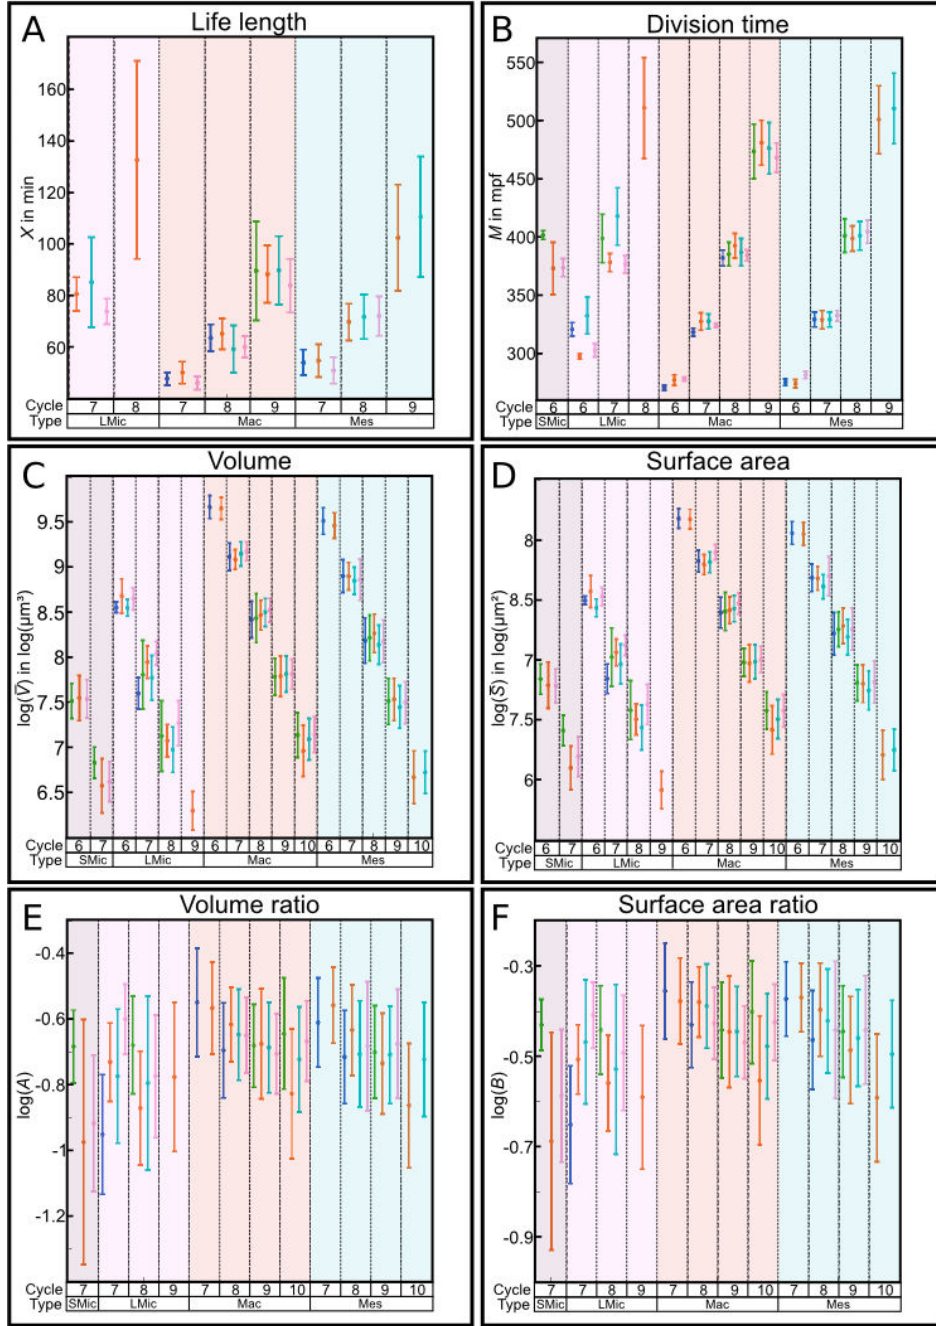 A Life length
X in min
160
140
120
100
80
60
Cycle 7 8 7 8 9 7 8 9
Type LMic Mac Mes
B Division time
M in mpf
550
500
450
400
350
300
Cycle 6 6 7 8 6 7 8 9 6 7 8 9
Type SMic LMic Mac Mes
C Volume
log(V̄) in log(µm³)
9.5
9
8.5
8
7.5
7
6.5
Cycle 6 7 6 7 8 9 6 7 8 9 10 6 7 8 9 10
Type SMic LMic Mac Mes
D Surface area
log(S̄) in log(µm²)
8
8.5
7
7.5
6
Cycle 6 7 6 7 8 9 6 7 8 9 10 6 7 8 9 10
Type SMic LMic Mac Mes
E Volume ratio
log(A)
-0.4
-0.6
-0.8
-1
-1.2
Cycle 7 7 8 9 7 8 9 10 7 8 9 10
Type SMic LMic Mac Mes
F Surface area ratio
log(B)
-0.3
-0.5
-0.7
-0.9
Cycle 7 7 8 9 7 8 9 10 7 8 9 10
Type SMic LMic Mac Mes